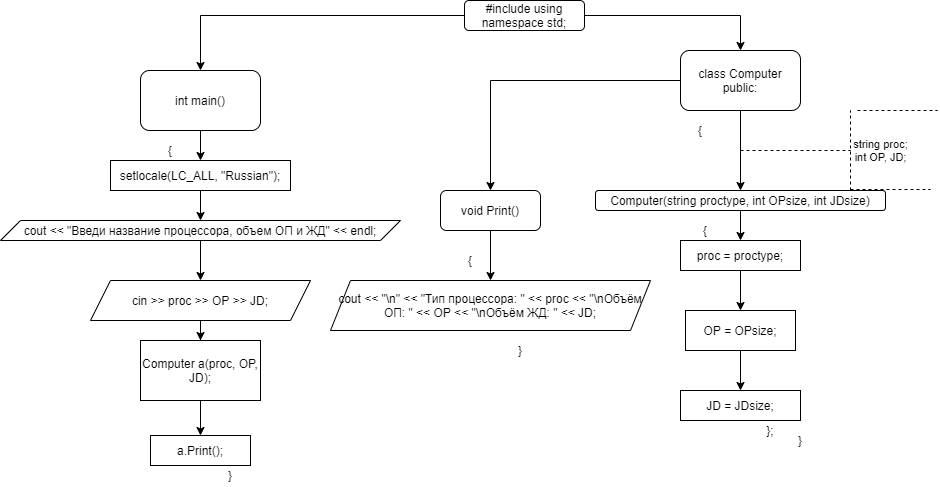 #include using
namespace std;
int main()
{
setlocale(LC_ALL, "Russian");
cout << "Введи название процессора, объем ОП и ЖД" << endl;
cin >> proc >> OP >> JD;
Computer a(proc, OP,
JD);
a.Print();
}
void Print()
{
cout << "\n" << "Тип процессора: " << proc << "\nОбъём
ОП: " << OP << "\nОбъём ЖД: " << JD;
}
class Computer
public:
{
string proc;
int OP, JD;
Computer(string proctype, int OPsize, int JDsize)
{
proc = proctype;
OP = OPsize;
JD = JDsize;
};
}